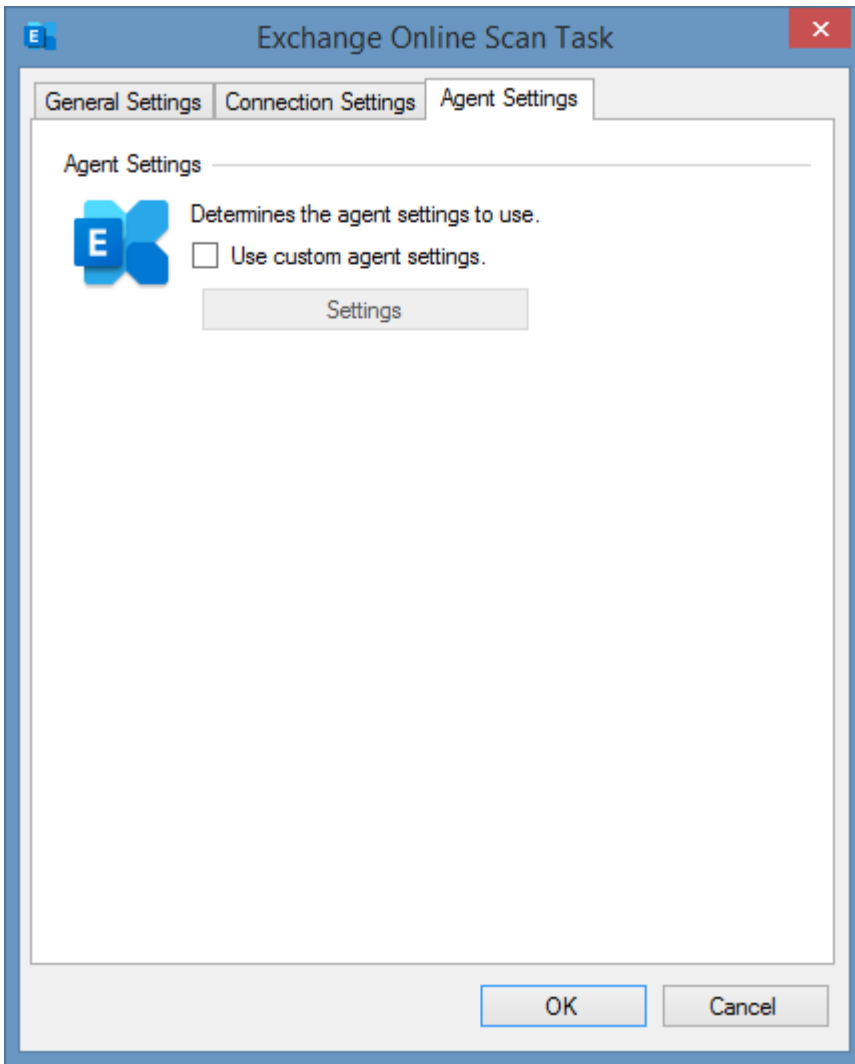 E
Exchange Online Scan Task
General Settings
Connection Settings
Agent Settings
Agent Settings
E
Determines the agent settings to use.
Use custom agent settings.
Settings
OK
Cancel